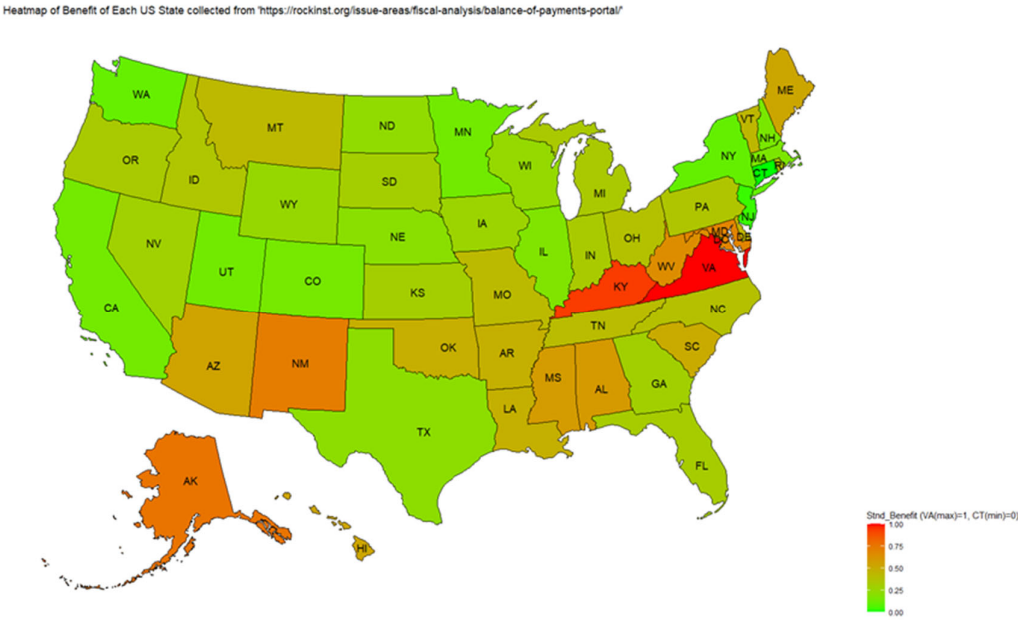 Heatmap of Benefit of Each US State collected from 'https://rockinst.org/issue-areas/fiscal-analysis/balance-of-payments-portal/'
WA
ME
MT
ND
MN
VT
NH
OR
NY
MA
WI
CT
RI
ID
SD
MI
WY
PA
NJ
IA
NE
OH
MD
DE
DC
NV
IL
IN
UT
CO
WV
VA
KY
CA
KS
MO
NC
TN
OK
SC
AZ
NM
AR
MS
AL
GA
LA
TX
FL
AK
HI
Stnd_Benefit (VA(max)=1, CT(min)=0)
1.00
0.75
0.50
0.25
0.00